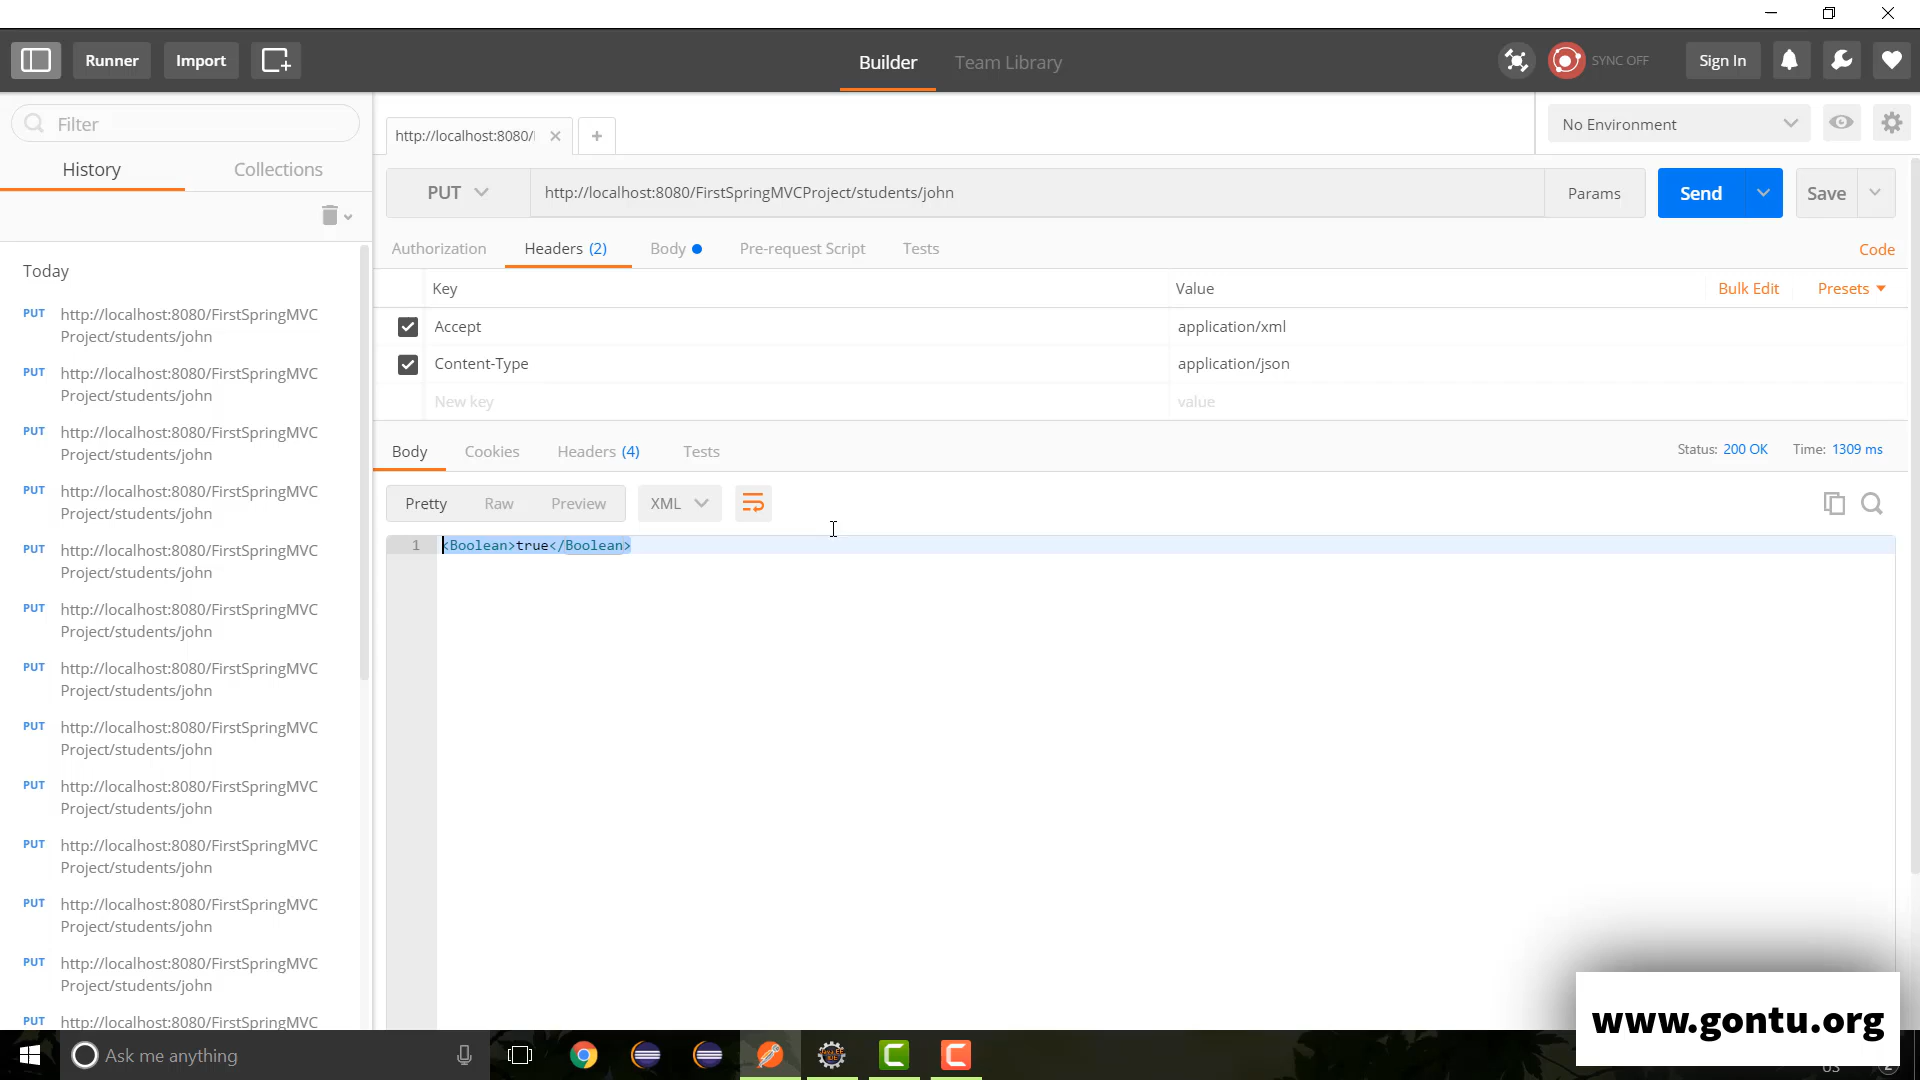 Runner
Import
Builder
Team Library
SYNC OFF
Sign In
Filter
History
Collections
Today
PUT http://localhost:8080/FirstSpringMVC
Project/students/john
PUT http://localhost:8080/FirstSpringMVC
Project/students/john
PUT http://localhost:8080/FirstSpringMVC
Project/students/john
PUT http://localhost:8080/FirstSpringMVC
Project/students/john
PUT http://localhost:8080/FirstSpringMVC
Project/students/john
PUT http://localhost:8080/FirstSpringMVC
Project/students/john
PUT http://localhost:8080/FirstSpringMVC
Project/students/john
PUT http://localhost:8080/FirstSpringMVC
Project/students/john
PUT http://localhost:8080/FirstSpringMVC
Project/students/john
PUT http://localhost:8080/FirstSpringMVC
Project/students/john
PUT http://localhost:8080/FirstSpringMVC
Project/students/john
PUT http://localhost:8080/FirstSpringMVC
Project/students/john
PUT http://localhost:8080/FirstSpringMVC
http://localhost:8080/
No Environment
PUT http://localhost:8080/FirstSpringMVCProject/students/john Params Send Save
Authorization Headers (2) Body Pre-request Script Tests Code
Key Value Bulk Edit Presets
Accept application/xml
Content-Type application/json
New key value
Body Cookies Headers (4) Tests Status: 200 OK Time: 1309 ms
Pretty Raw Preview XML
1 <Boolean>true</Boolean>
www.gontu.org
Ask me anything